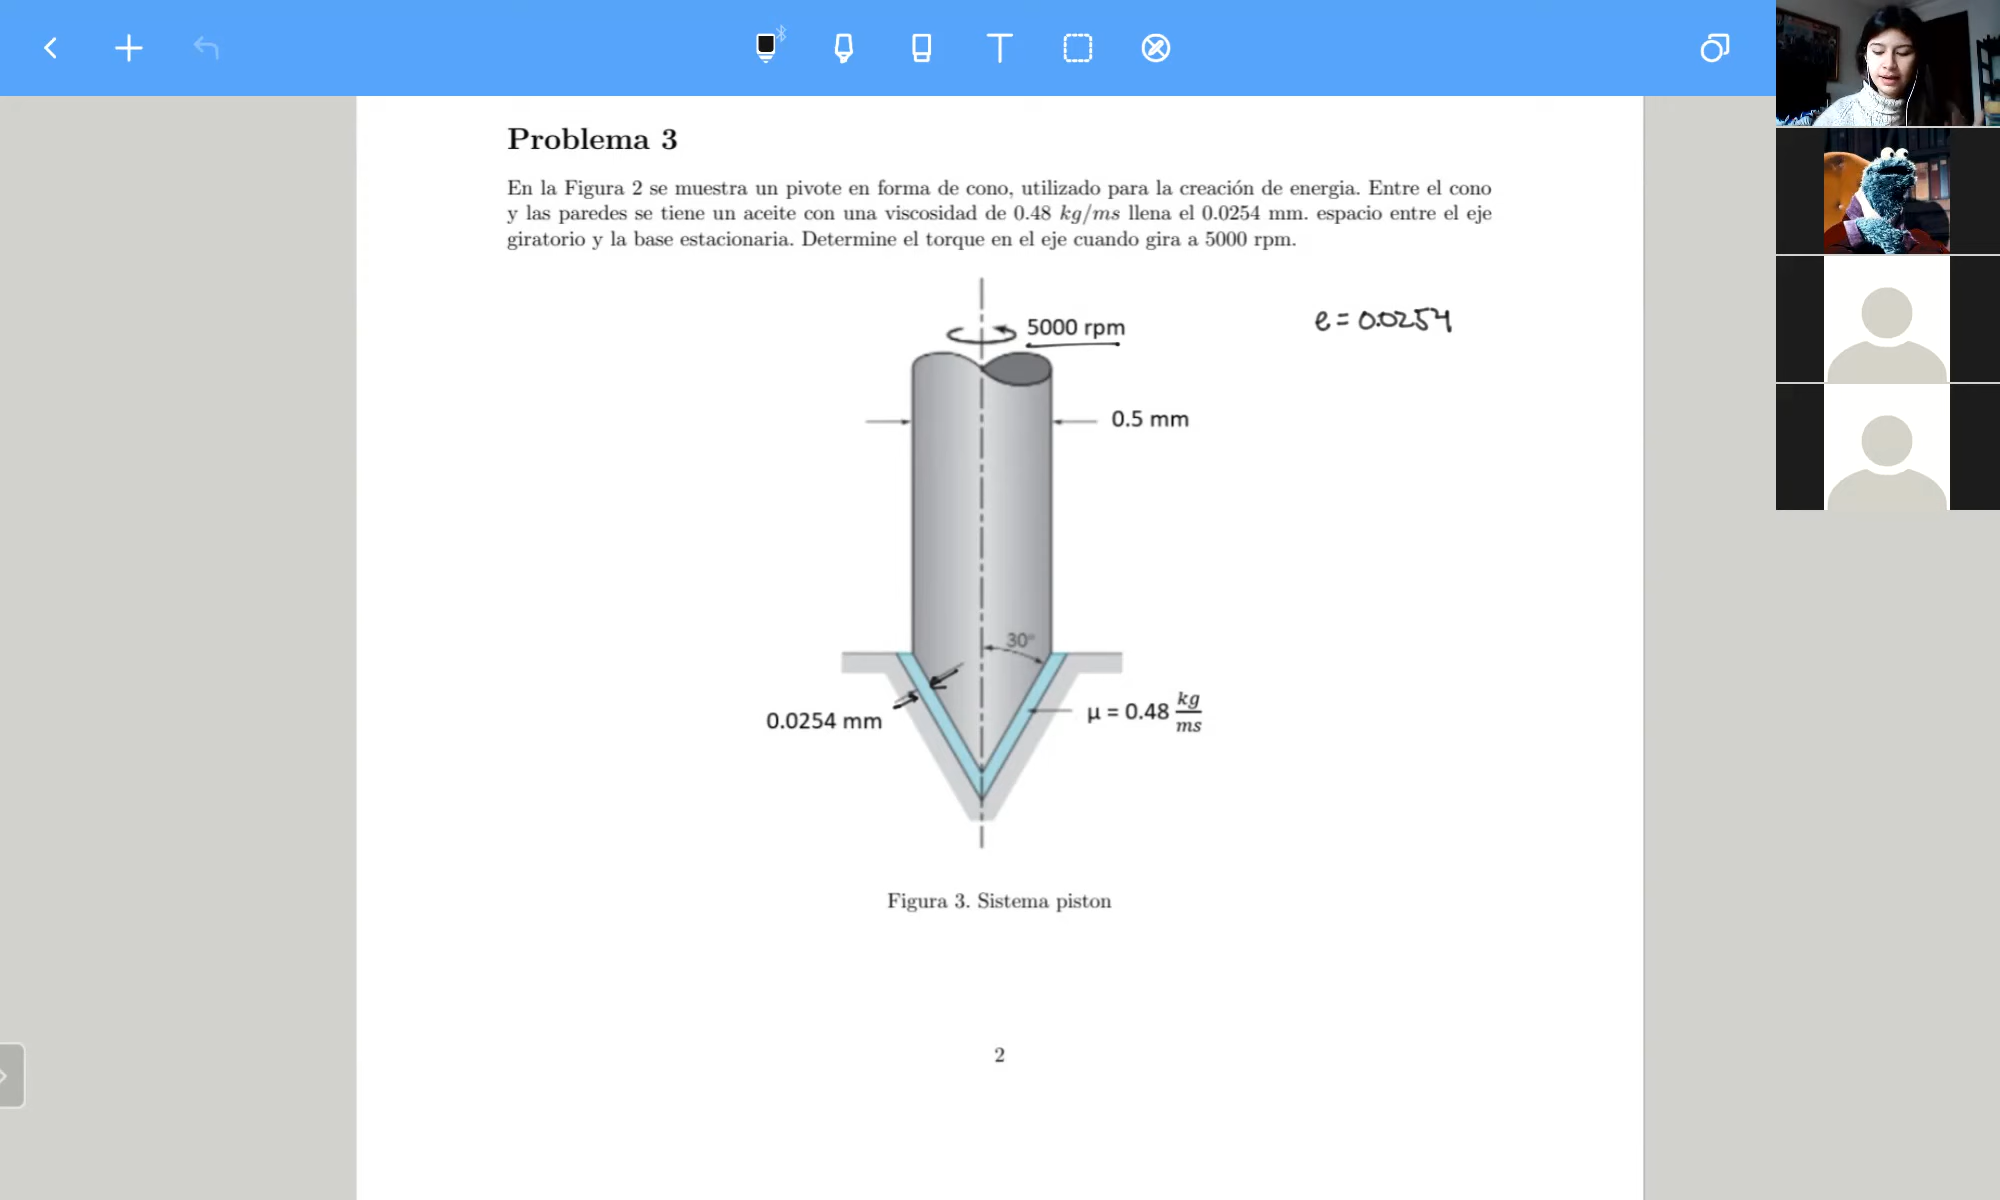 Problema 3
En la Figura 2 se muestra un pivote en forma de cono, utilizado para la creación de energia. Entre el cono
y las paredes se tiene un aceite con una viscosidad de 0.48 kg/ms llena el 0.0254 mm. espacio entre el eje
giratorio y la base estacionaria. Determine el torque en el eje cuando gira a 5000 rpm.
5000 rpm
e = 0.0254
0.5 mm
30°
0.0254 mm
μ = 0.48 kg/ms
Figura 3. Sistema piston
2